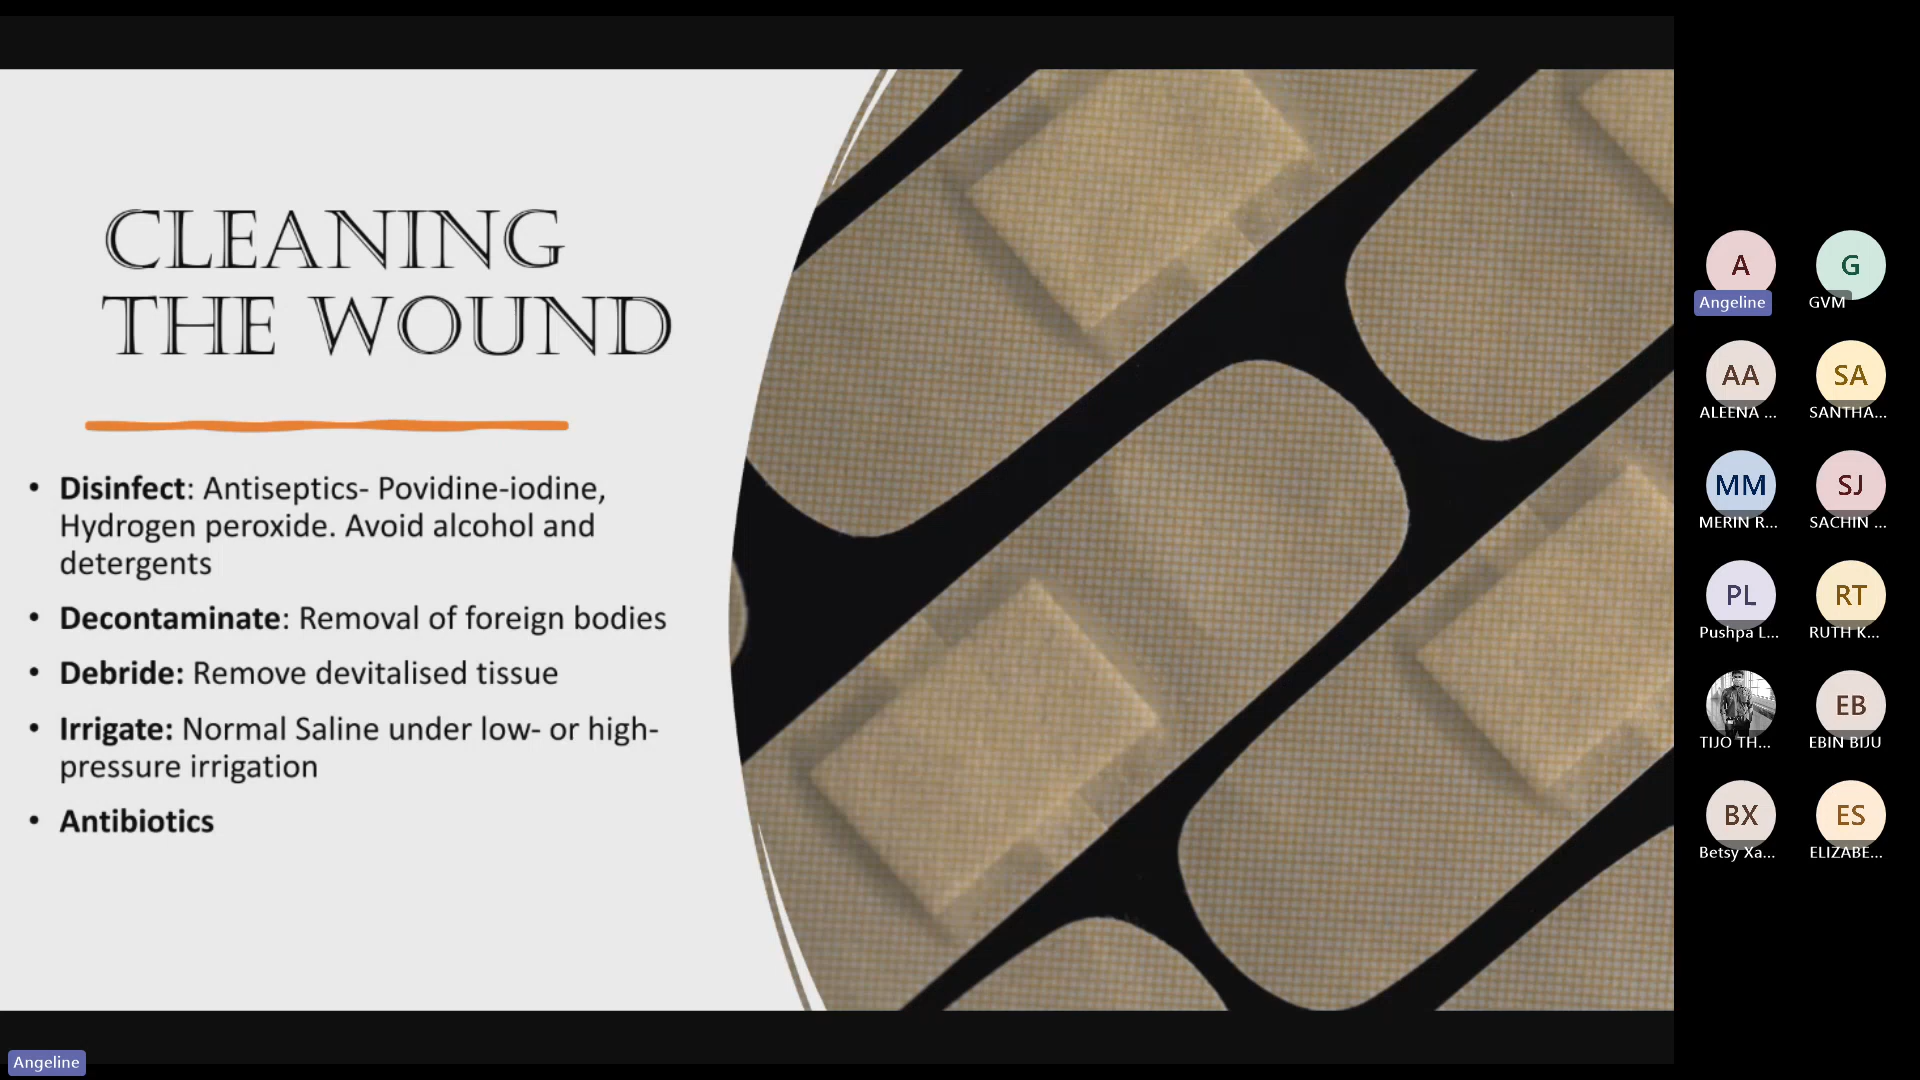 CLEANING
THE WOUND
• Disinfect: Antiseptics- Povidine-iodine,
Hydrogen peroxide. Avoid alcohol and
detergents
• Decontaminate: Removal of foreign bodies
• Debride: Remove devitalised tissue
• Irrigate: Normal Saline under low- or high-
pressure irrigation
• Antibiotics
A
Angeline
G
GVM
AA
ALEENA ...
SA
SANTHA...
MM
MERIN R...
SJ
SACHIN ...
PL
Pushpa L...
RT
RUTH K...
TIJO TH...
EB
EBIN BIJU
BX
Betsy Xa...
ES
ELIZABE...
Angeline